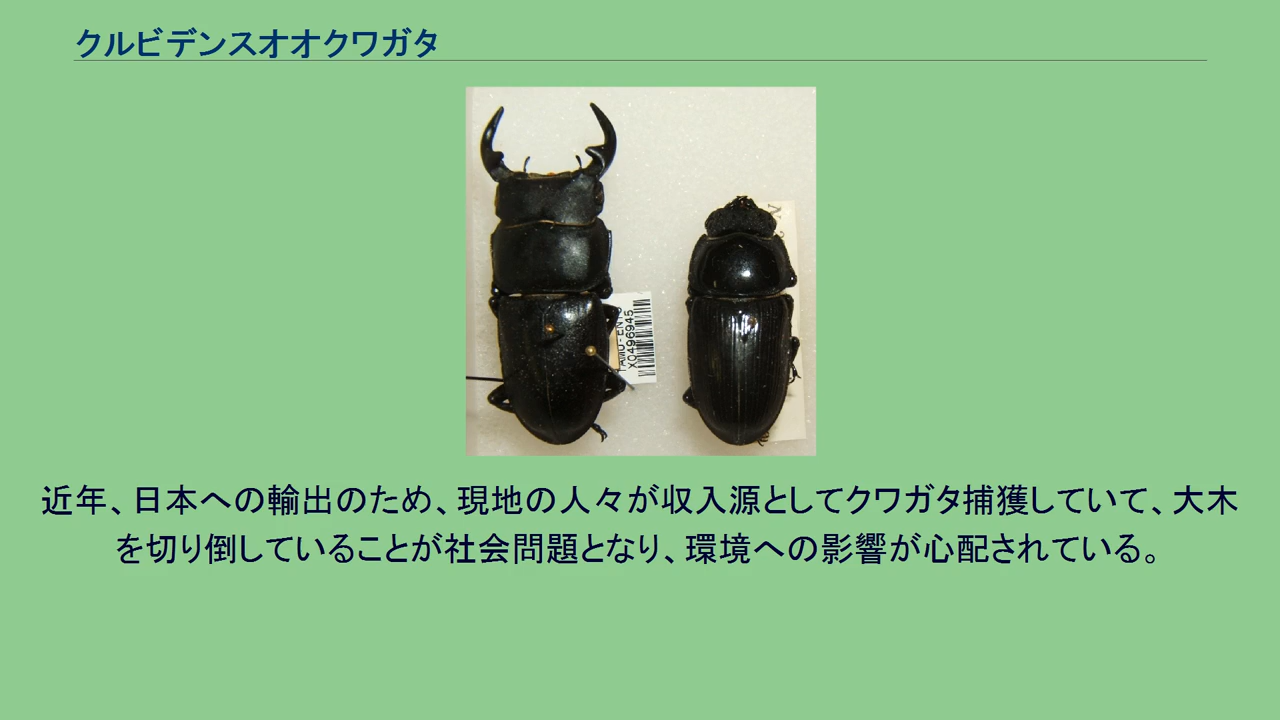 クルビデンスオオクワガタ
TAMU-ENTO
X0496945
近年、日本への輸出のため、現地の人々が収入源としてクワガタ捕獲していて、大木
を切り倒していることが社会問題となり、環境への影響が心配されている。